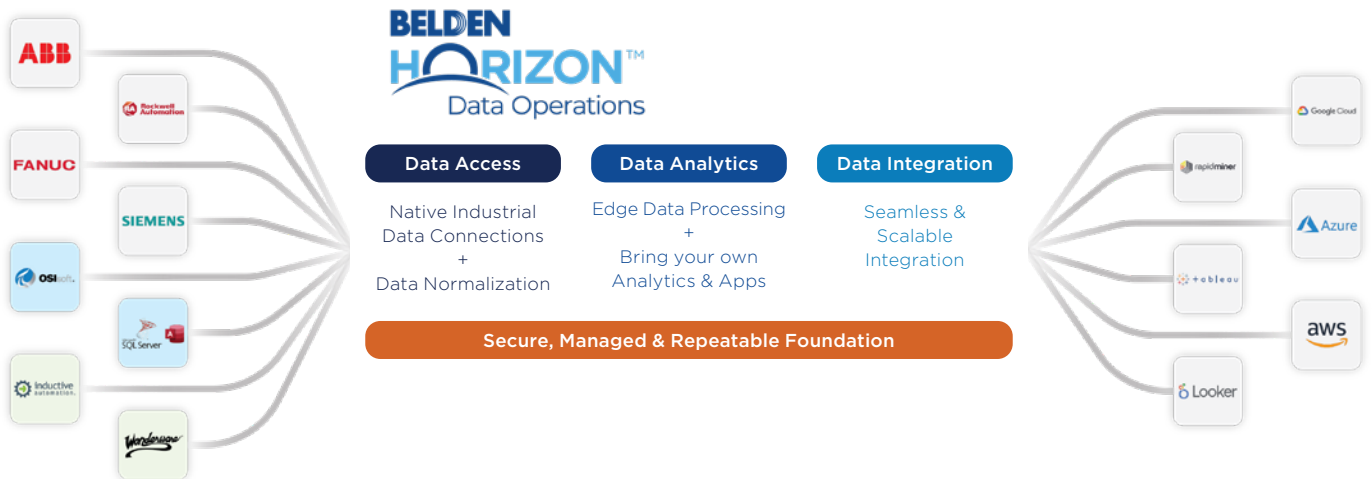 ABB
Rockwell
Automation
FANUC
SIEMENS
OSIsoft.
SQL Server
inductive
automation.
Wonderware
BELDEN
HORIZON™
Data Operations
Data Access
Native Industrial
Data Connections
+
Data Normalization
Data Analytics
Edge Data Processing
+
Bring your own
Analytics & Apps
Data Integration
Seamless &
Scalable
Integration
Secure, Managed & Repeatable Foundation
Google Cloud
rapidminer
Azure
+ableau
aws
Looker